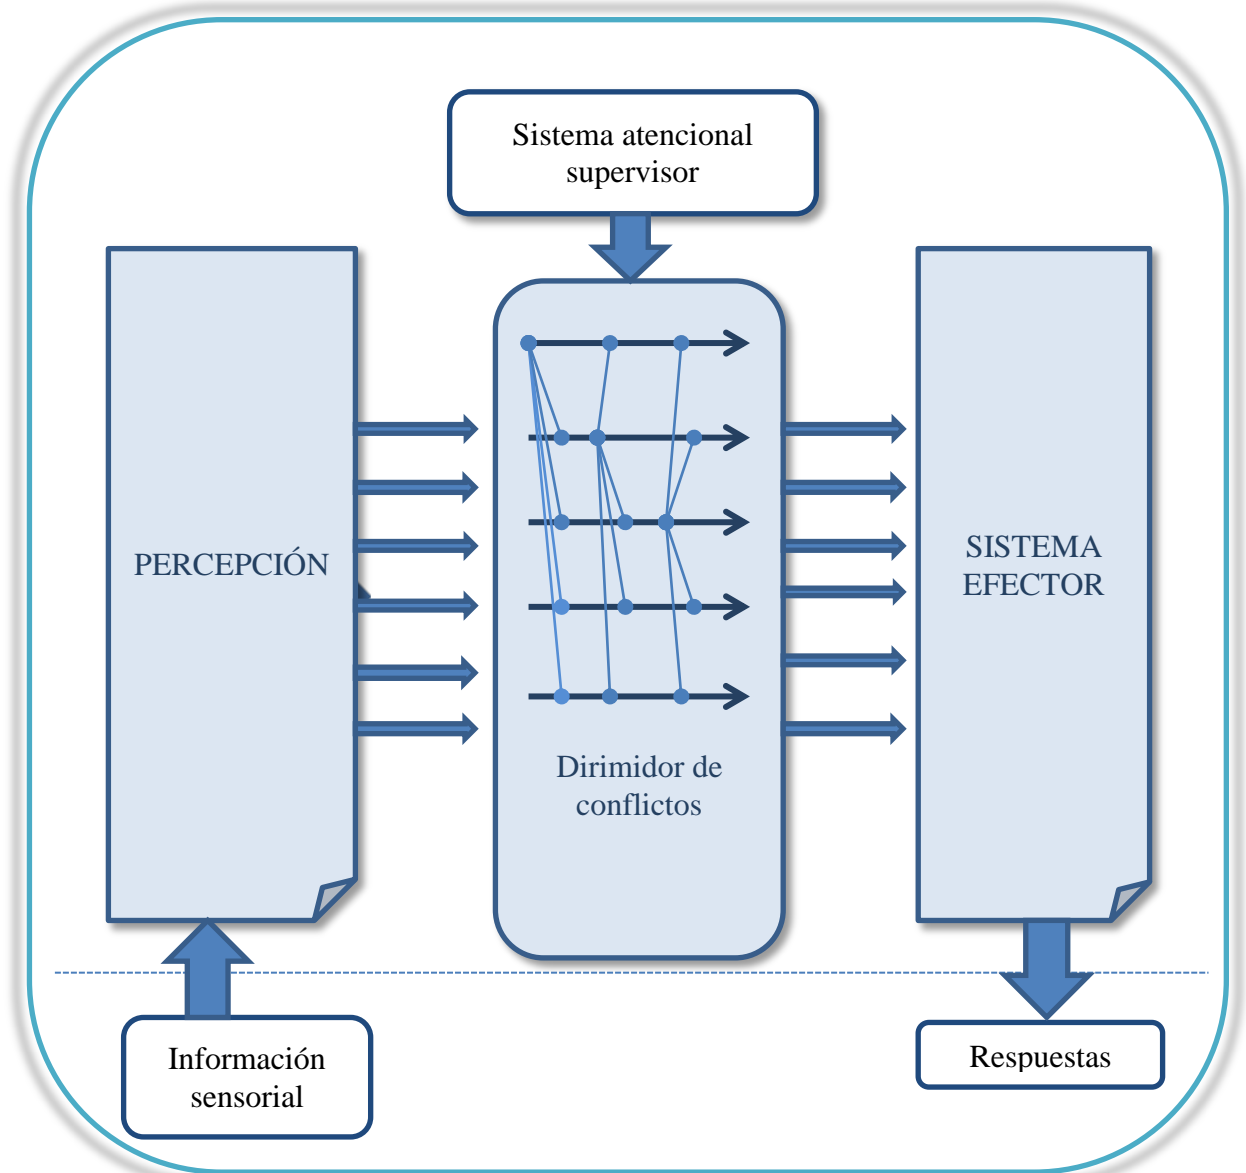 Sistema atencional
supervisor
PERCEPCIÓN
SISTEMA
EFECTOR
Dirimidor de
conflictos
Información
sensorial
Respuestas